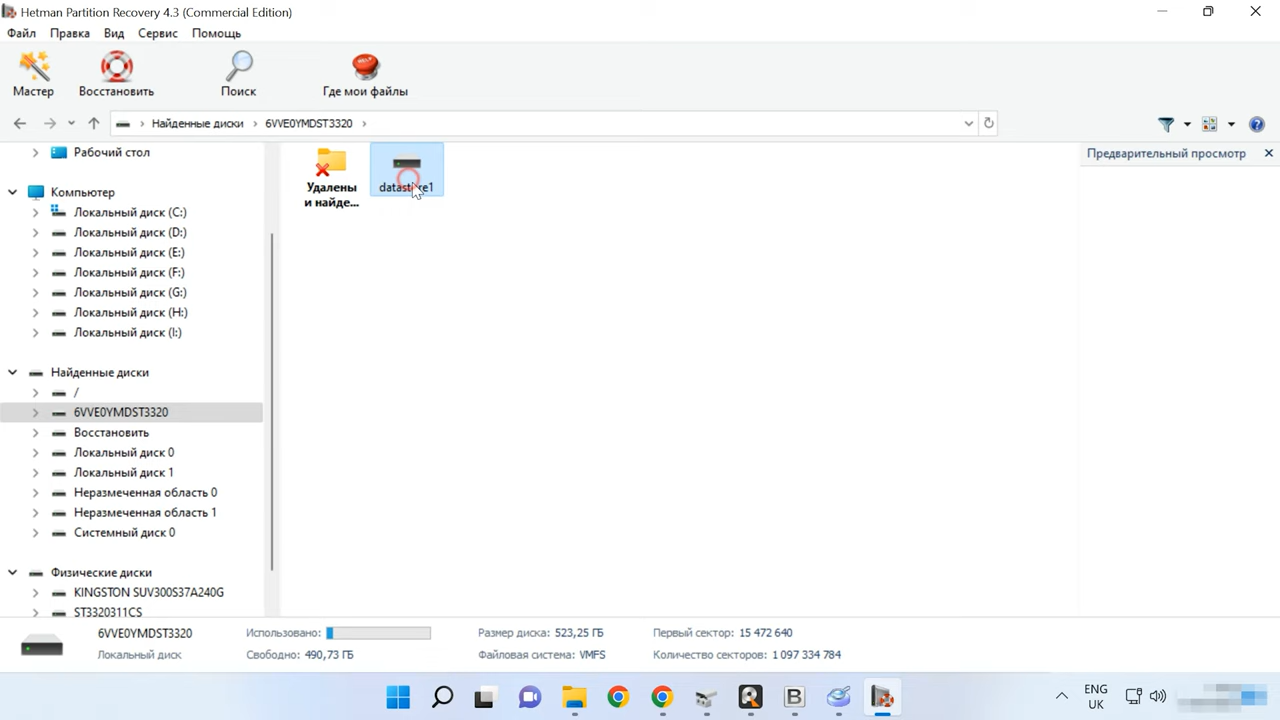 Hetman Partition Recovery 4.3 (Commercial Edition)
Файл Правка Вид Сервис Помощь
Мастер Восстановить Поиск HELP Где мои файлы
Найденные диски 6VVE0YMDST3320
Предварительный просмотр
Рабочий стол
Компьютер
Локальный диск (C:)
Локальный диск (D:)
Локальный диск (E:)
Локальный диск (F:)
Локальный диск (G:)
Локальный диск (H:)
Локальный диск (I:)
Найденные диски
/
6VVE0YMDST3320
Восстановить
Локальный диск 0
Локальный диск 1
Неразмеченная область 0
Неразмеченная область 1
Системный диск 0
Физические диски
KINGSTON SUV300S37A240G
ST3320311CS
Удалены
и найде...
6VVE0YMDST3320
Локальный диск
Использовано:
Свободно: 490,73 ГБ
Размер диска: 523,25 ГБ
Файловая система: VMFS
Первый сектор: 15 472 640
Количество секторов: 1 097 334 784
ENG
UK